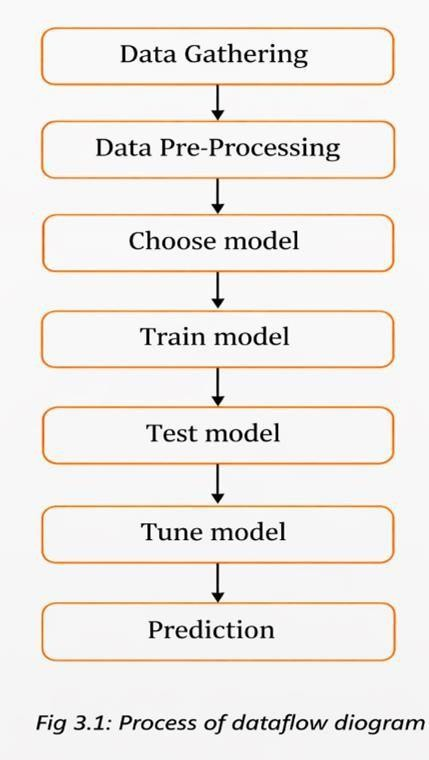 Data Gathering
Data Pre-Processing
Choose model
Train model
Test model
Tune model
Prediction
Fig 3.1: Process of dataflow diogram